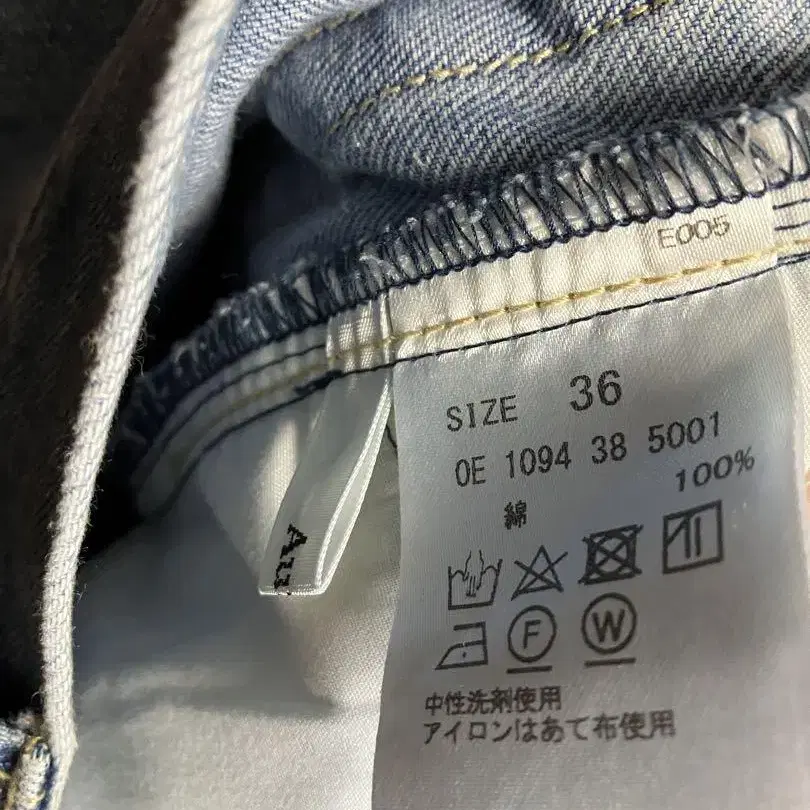 E005
SIZE 36
0E 1094 38 5001
綿 100%
F W
中性洗剤使用
アイロンはあて布使用